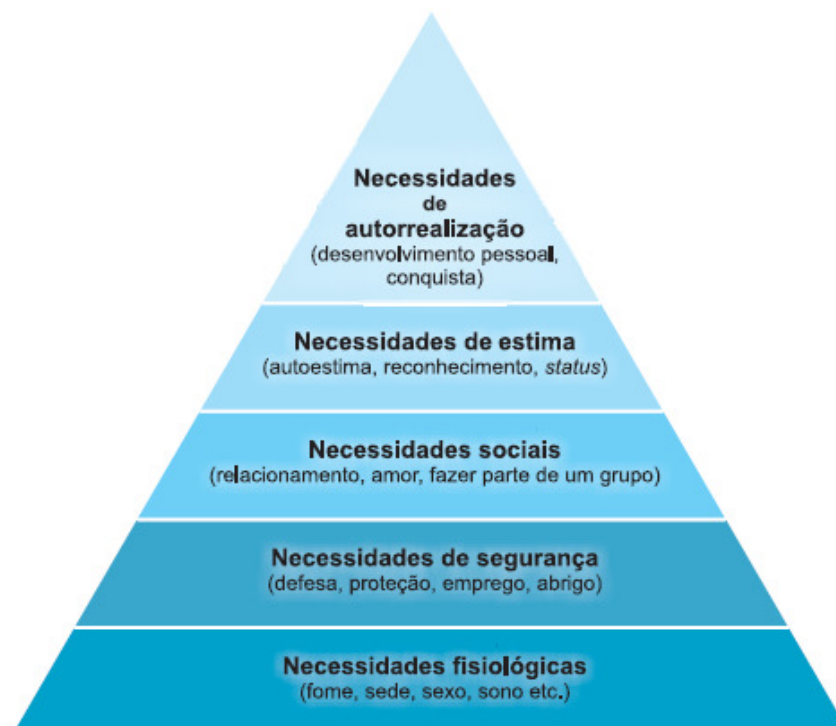 Necessidades
de
autorrealização
(desenvolvimento pessoal,
conquista)
Necessidades de estima
(autoestima, reconhecimento, status)
Necessidades sociais
(relacionamento, amor, fazer parte de um grupo)
Necessidades de segurança
(defesa, proteção, emprego, abrigo)
Necessidades fisiológicas
(fome, sede, sexo, sono etc.)